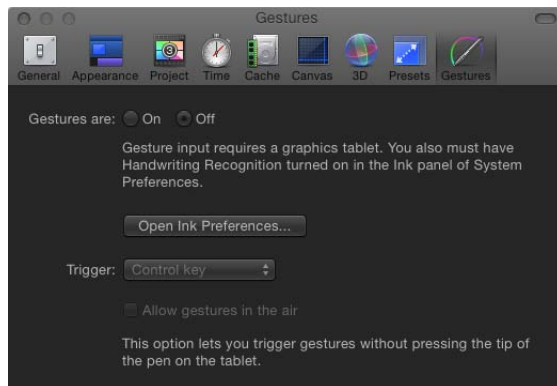 Gestures
General Appearance Project Time Cache Canvas 3D Presets Gestures
Gestures are: On Off
Gesture input requires a graphics tablet. You also must have
Handwriting Recognition turned on in the Ink panel of System
Preferences.
Open Ink Preferences...
Trigger: Control key
Allow gestures in the air
This option lets you trigger gestures without pressing the tip of
the pen on the tablet.